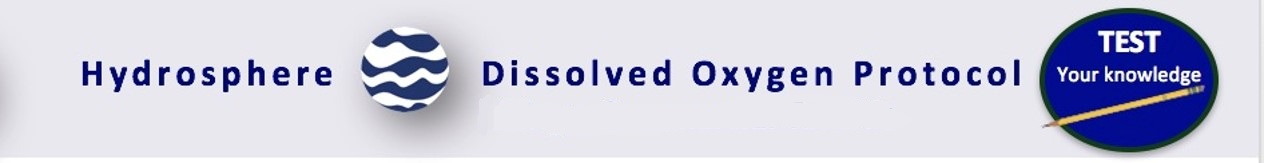 Hydrosphere Dissolved Oxygen Protocol
TEST
Your knowledge